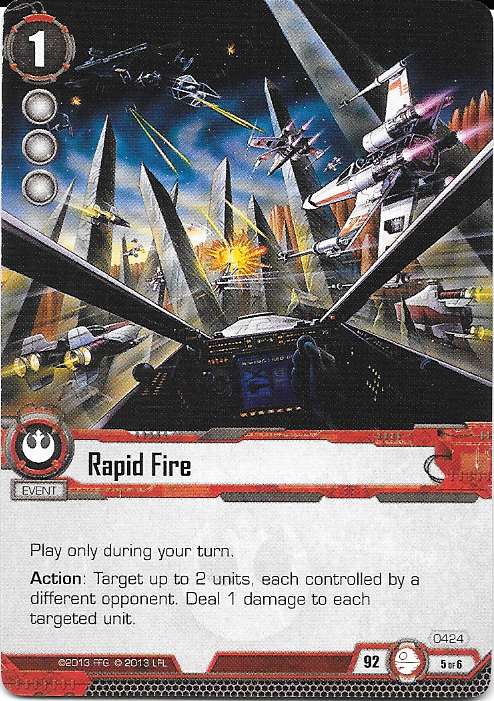 1
Rapid Fire
EVENT
Play only during your turn.
Action: Target up to 2 units, each controlled by a
different opponent. Deal 1 damage to each
targeted unit.
0424
©2013 FFG © 2013 LFL
92
5 OF 6